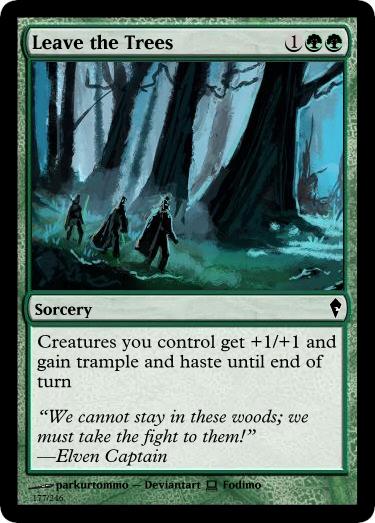 Leave the Trees 1
Sorcery
Creatures you control get +1/+1 and
gain trample and haste until end of
turn
“We cannot stay in these woods; we
must take the fight to them!”
—Elven Captain
parkurtommo — Deviantart Fodimo
177/246